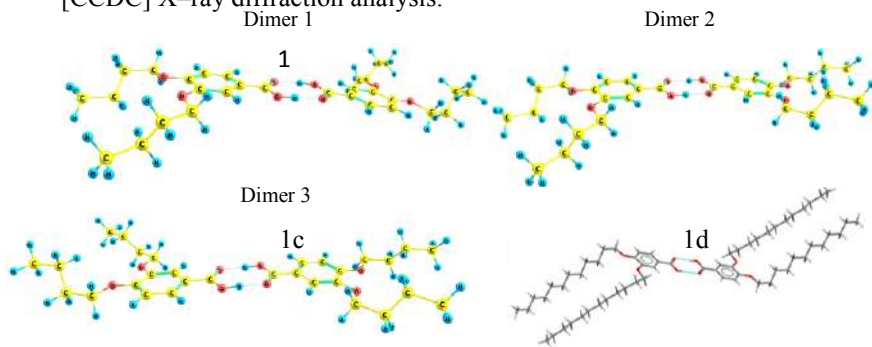 [CCDC] X–ray diffraction analysis.
Dimer 1
Dimer 2
1
Dimer 3
1c
1d